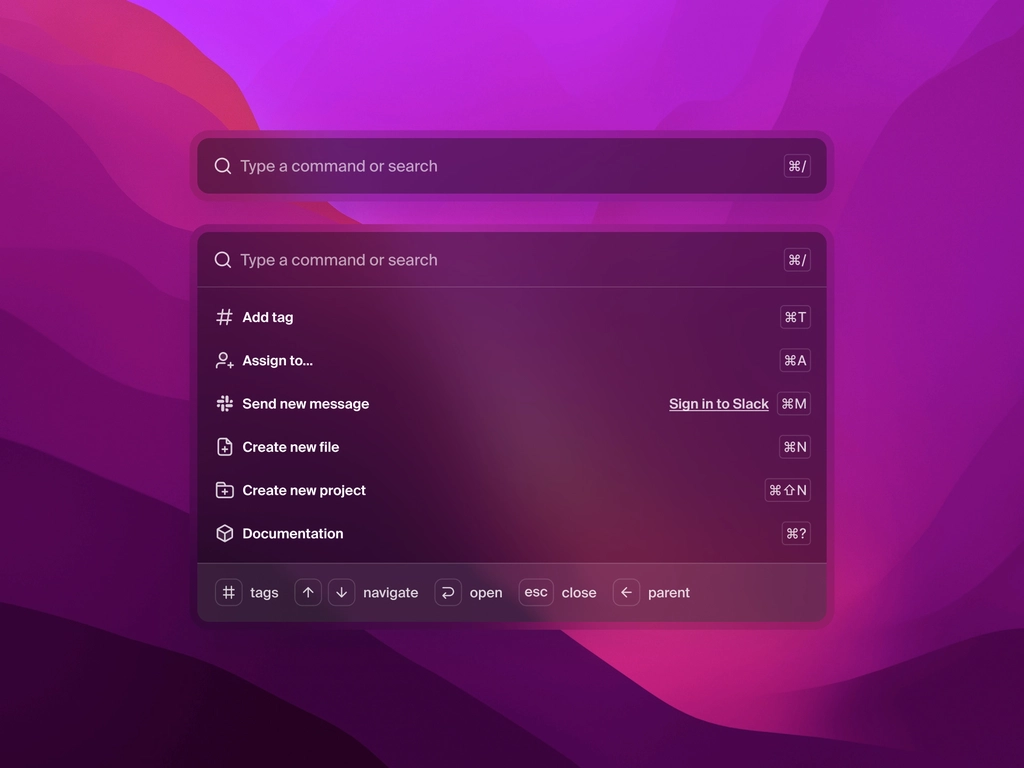 Type a command or search ⌘/
Type a command or search ⌘/
Add tag ⌘T
Assign to... ⌘A
Send new message Sign in to Slack ⌘M
Create new file ⌘N
Create new project ⌘⇧N
Documentation ⌘?
# tags ↑ ↓ navigate ↩ open esc close ← parent